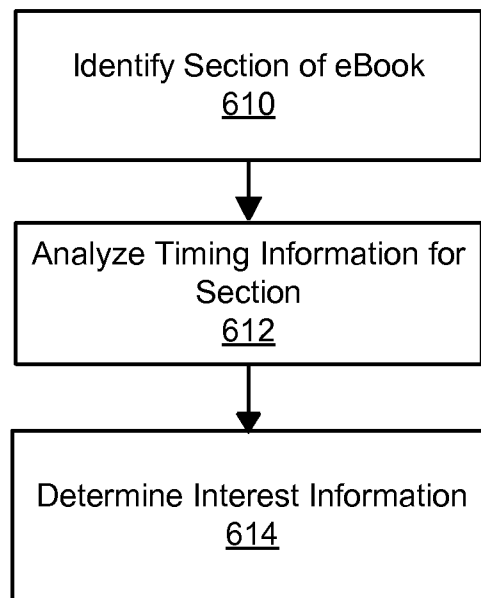 Identify Section of eBook
610
Analyze Timing Information for
Section
612
Determine Interest Information
614